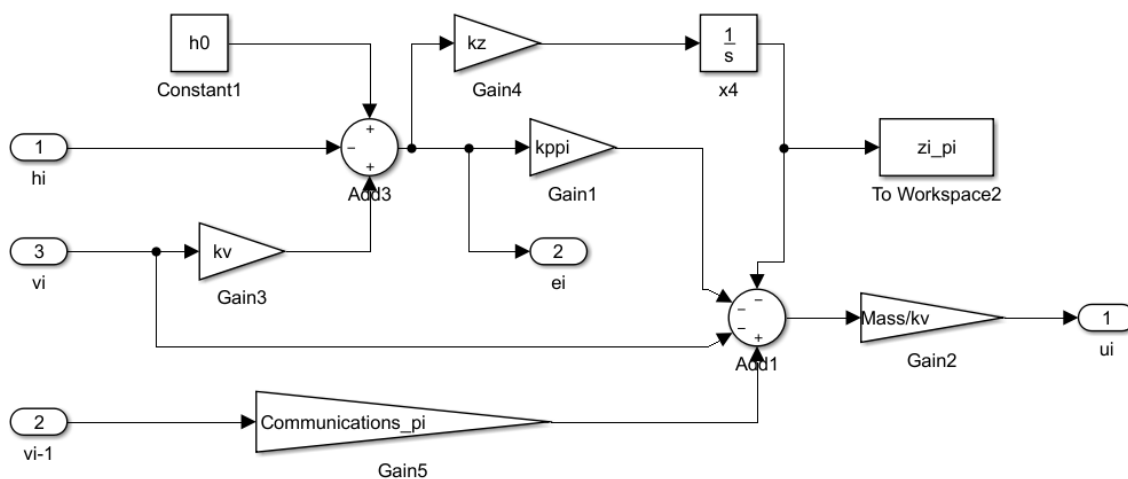 h0
Constant1
kz
Gain4
1
s
x4
+
−
+
Add3
1
hi
kppi
Gain1
zi_pi
To Workspace2
3
vi
kv
Gain3
2
ei
−
−
−
+
Add1
Mass/kv
Gain2
1
ui
2
vi-1
Communications_pi
Gain5